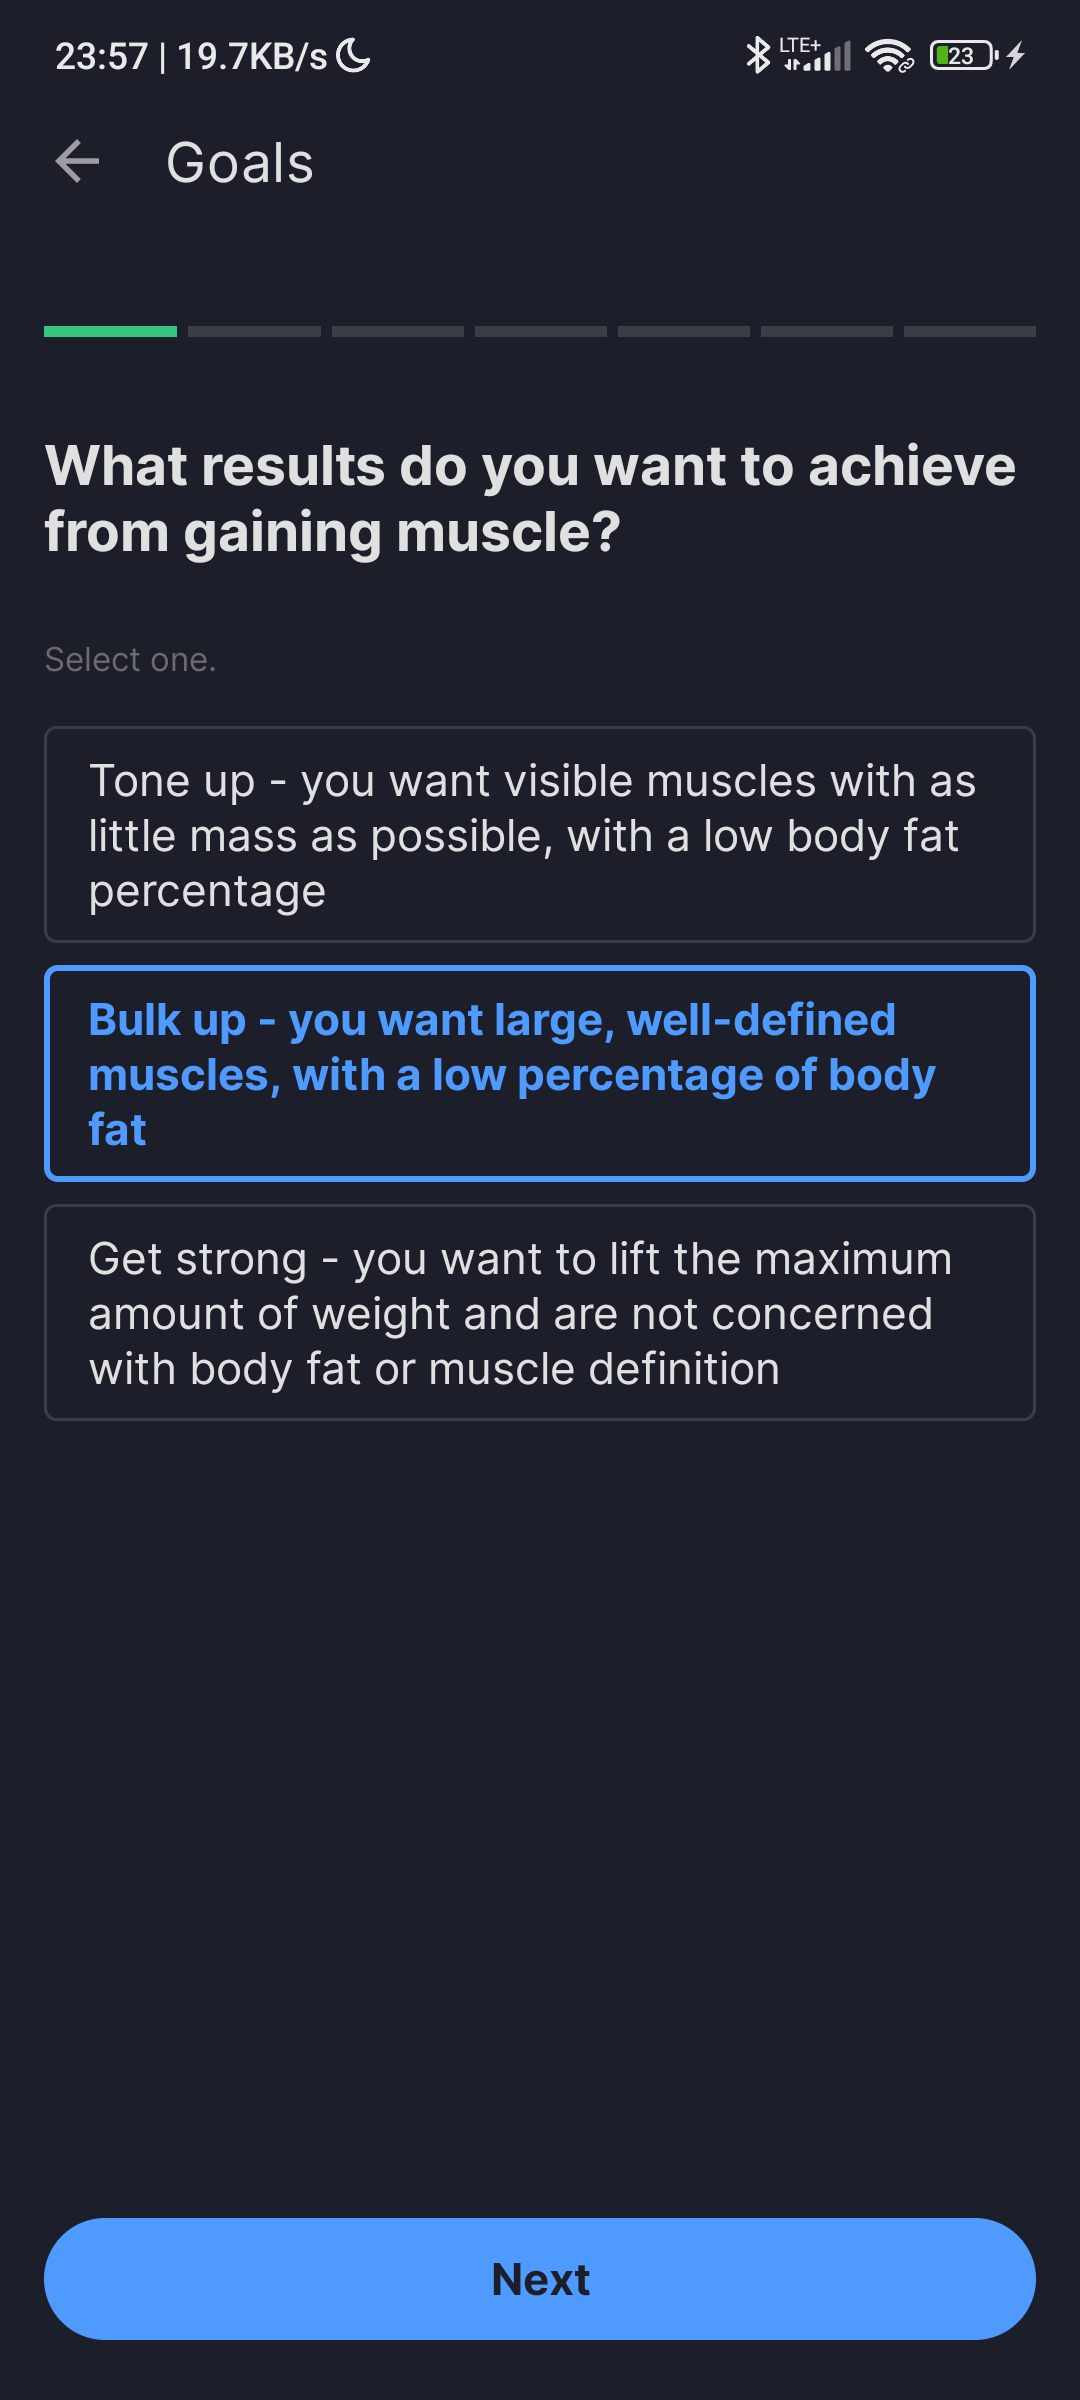 23:57 | 19.7KB/s
LTE+
23
Goals
What results do you want to achieve
from gaining muscle?
Select one.
Tone up - you want visible muscles with as
little mass as possible, with a low body fat
percentage
Bulk up - you want large, well-defined
muscles, with a low percentage of body
fat
Get strong - you want to lift the maximum
amount of weight and are not concerned
with body fat or muscle definition
Next